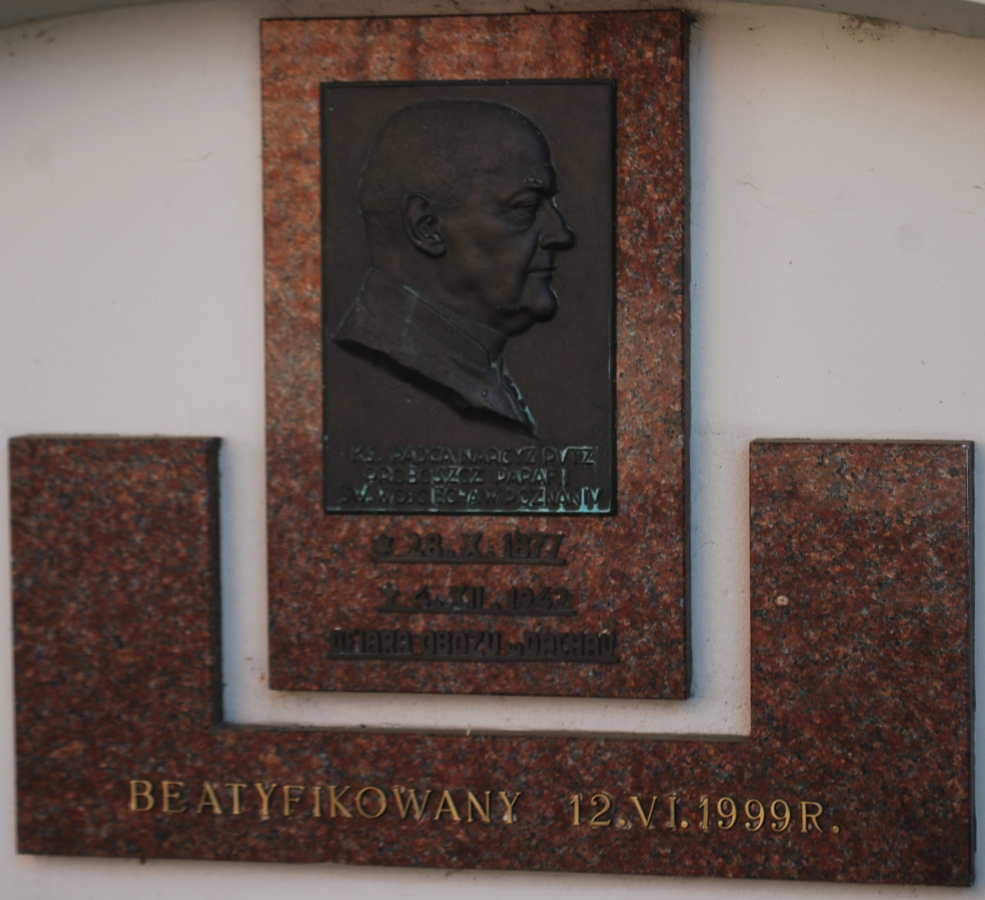 KS. RADCA NARCYZ PUTZ
PROBOSZCZ PARAFII
ŚW. WOJCIECHA W POZNANIU
* 28. X. 1877
† 4. XII. 1942
OFIARA OBOZU W DACHAU
BEATYFIKOWANY 12.VI.1999R.